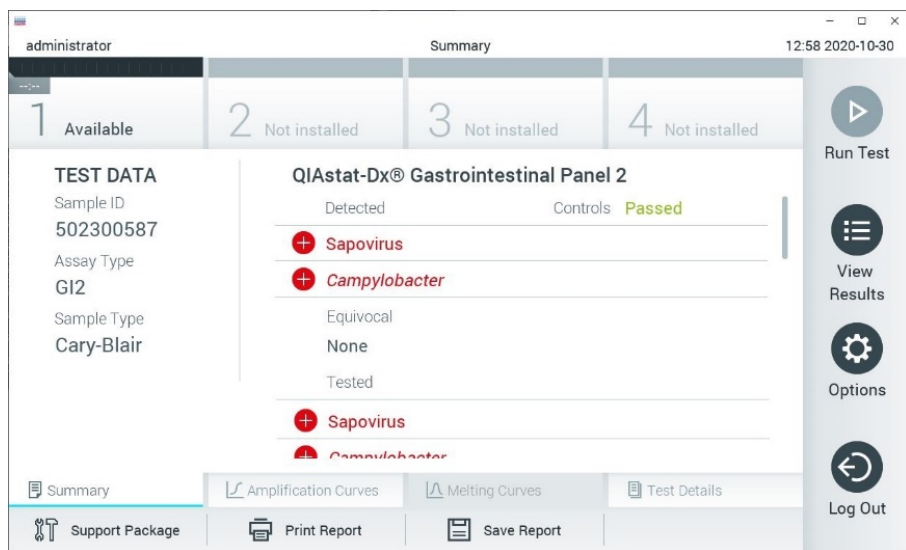 administrator
Summary
12:58 2020-10-30
--:--
1 Available
2 Not installed
3 Not installed
4 Not installed
Run Test
TEST DATA
Sample ID
502300587
Assay Type
GI2
Sample Type
Cary-Blair
QIAstat-Dx® Gastrointestinal Panel 2
Detected
Controls Passed
Sapovirus
Campylobacter
Equivocal
None
Tested
Sapovirus
Campylobacter
View
Results
Options
Log Out
Summary
Amplification Curves
Melting Curves
Test Details
Support Package
Print Report
Save Report